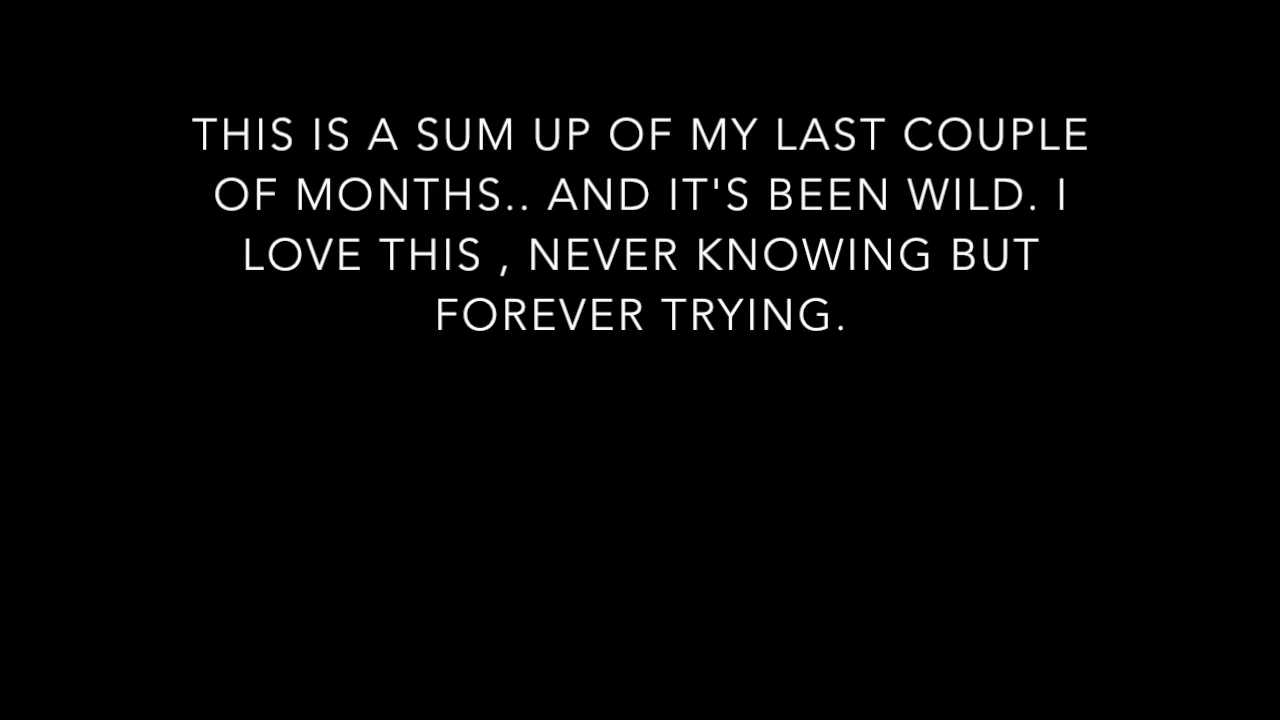 THIS IS A SUM UP OF MY LAST COUPLE
OF MONTHS.. AND IT'S BEEN WILD. I
LOVE THIS , NEVER KNOWING BUT
FOREVER TRYING.